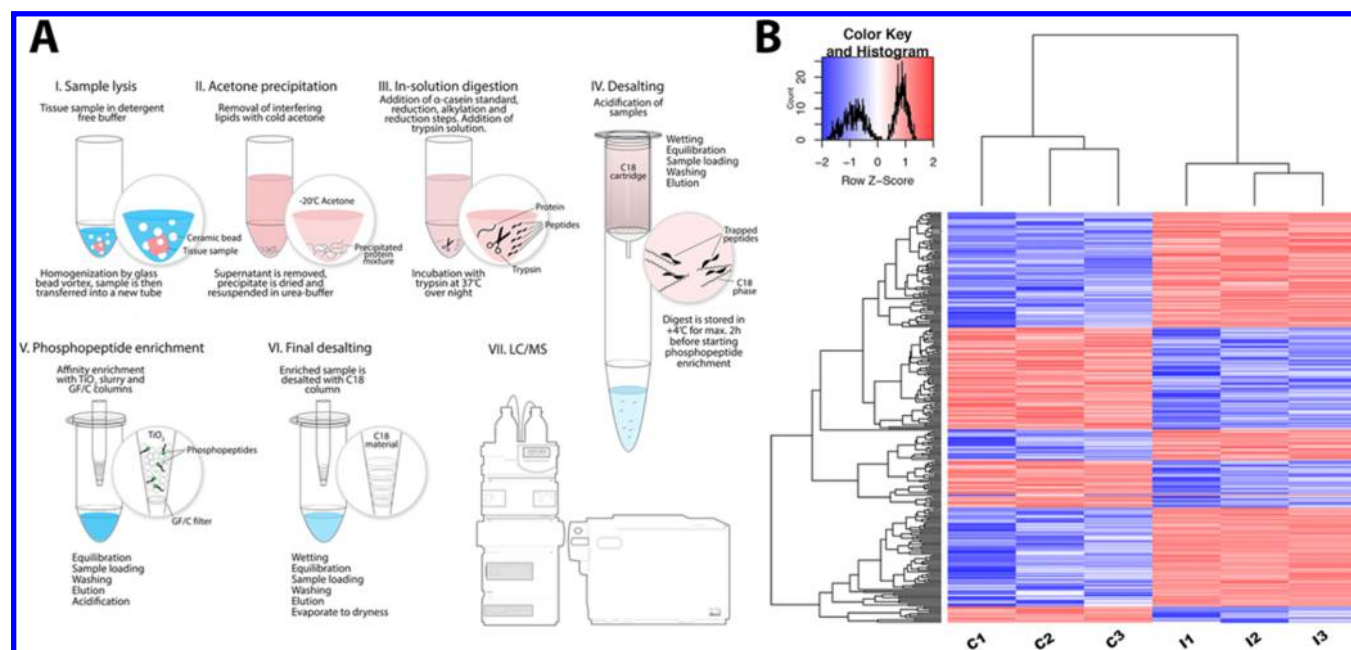 A
I. Sample lysis
Tissue sample in detergent
free buffer
Ceramic bead
Tissue sample
Homogenization by glass
bead vortex, sample is then
transferred into a new tube
II. Acetone precipitation
Removal of interfering
lipids with cold acetone
-20℃ Acetone
Precipitated
protein
mixture
Supernatant is removed,
precipitate is dried and
resuspended in urea-buffer
III. In-solution digestion
Addition of α-casein standard,
reduction, alkylation and
reduction steps. Addition of
trypsin solution.
Protein
Peptides
Trypsin
Incubation with
trypsin at 37℃
over night
IV. Desalting
Acidification of
samples
C18
cartridge
Wetting
Equilibration
Sample loading
Washing
Elution
Trapped
peptides
C18
phase
Digest is stored in
+4℃ for max. 2h
before starting
phosphopeptide
enrichment
V. Phosphopeptide enrichment
Affinity enrichment
with TiO₂ slurry and
GF/C columns
TiO₂
Phosphopeptides
GF/C filter
Equilibration
Sample loading
Washing
Elution
Acidification
VI. Final desalting
Enriched sample is
desalted with C18
column
C18
material
Wetting
Equilibration
Sample loading
Washing
Elution
Evaporate to dryness
VII. LC/MS
B
Color Key
and Histogram
Count
0 10 20
-2 -1 0 1 2
Row Z-Score
C1 C2 C3 I1 I2 I3